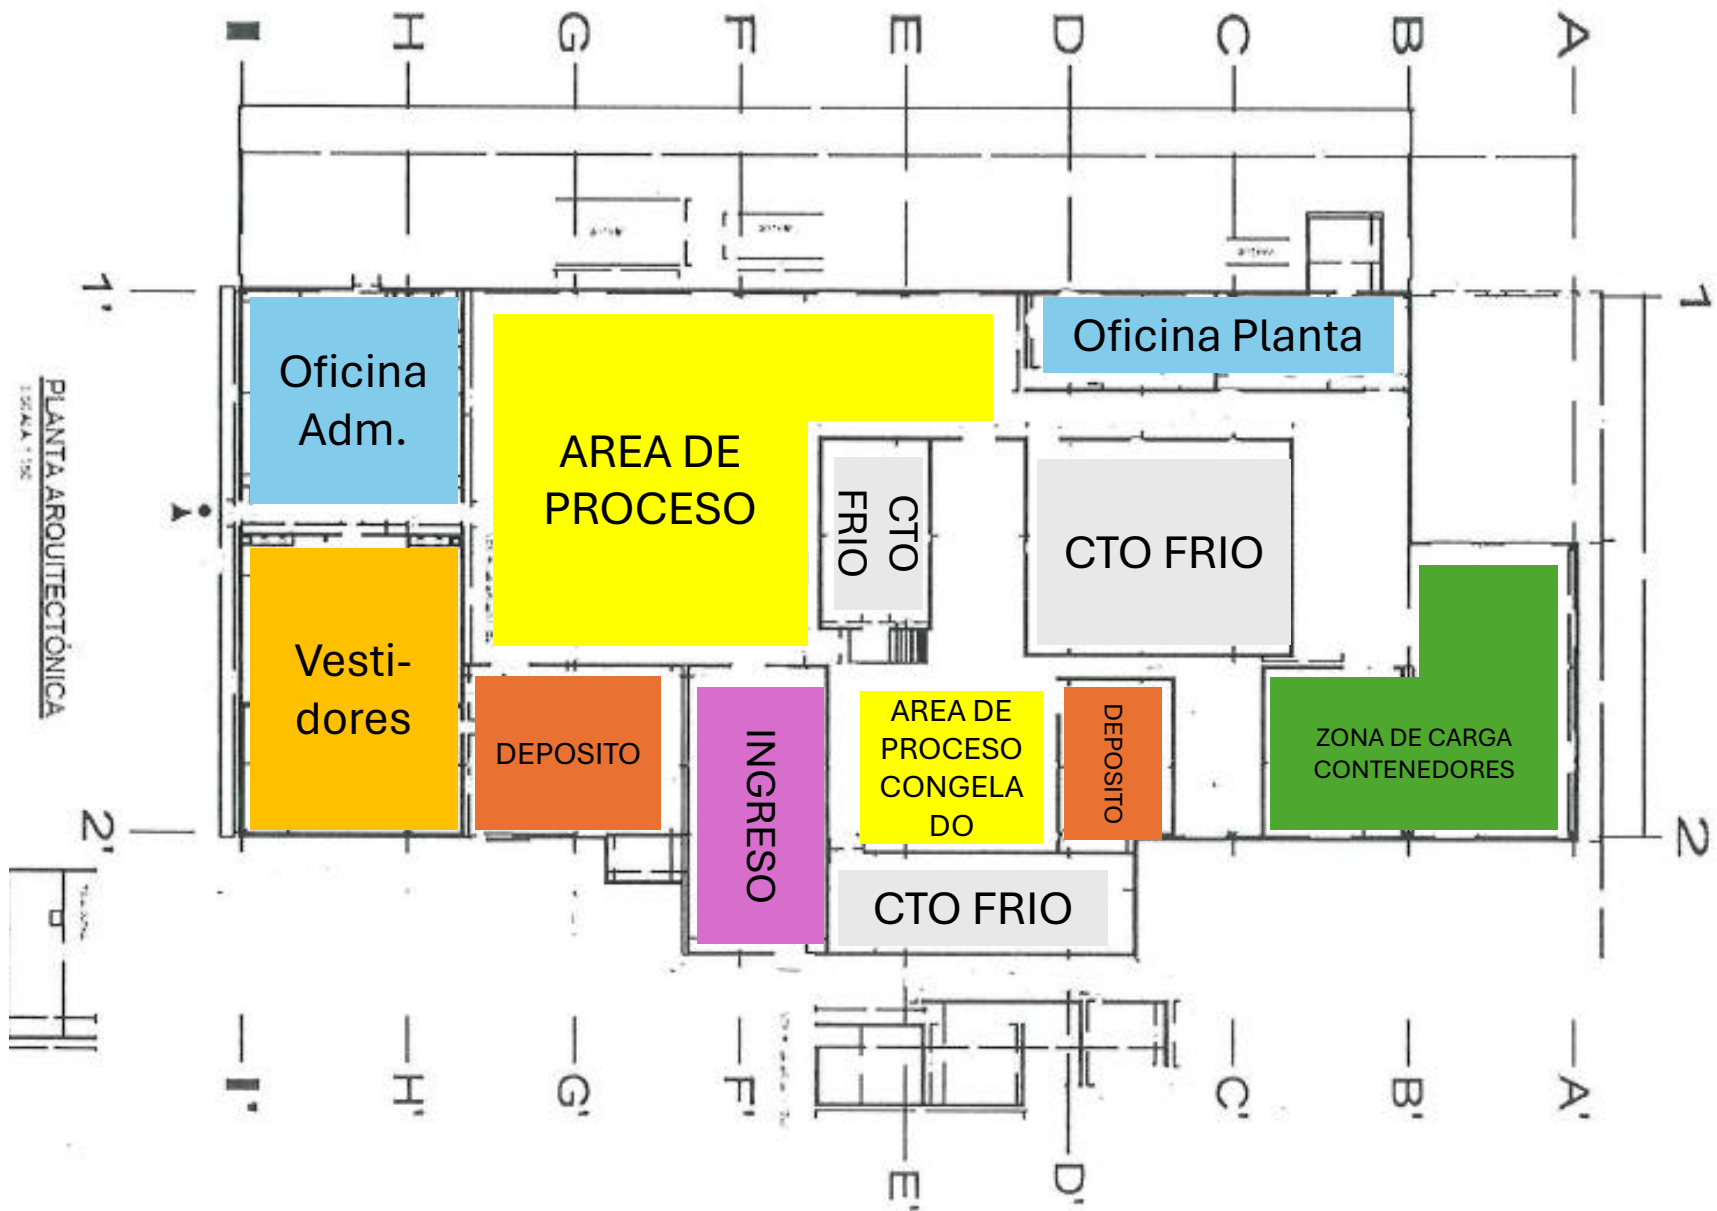 I
H
G
F
E
D
C
B
A
1'
1
Oficina
Adm.
Oficina Planta
AREA DE
PROCESO
CTO
FRIO
CTO FRIO
PLANTA ARQUITECTÓNICA
Vesti-
dores
DEPOSITO
INGRESO
AREA DE
PROCESO
CONGELA
DO
DEPOSITO
ZONA DE CARGA
CONTENEDORES
2'
2
CTO FRIO
I'
H'
G'
F'
E'
D'
C'
B'
A'